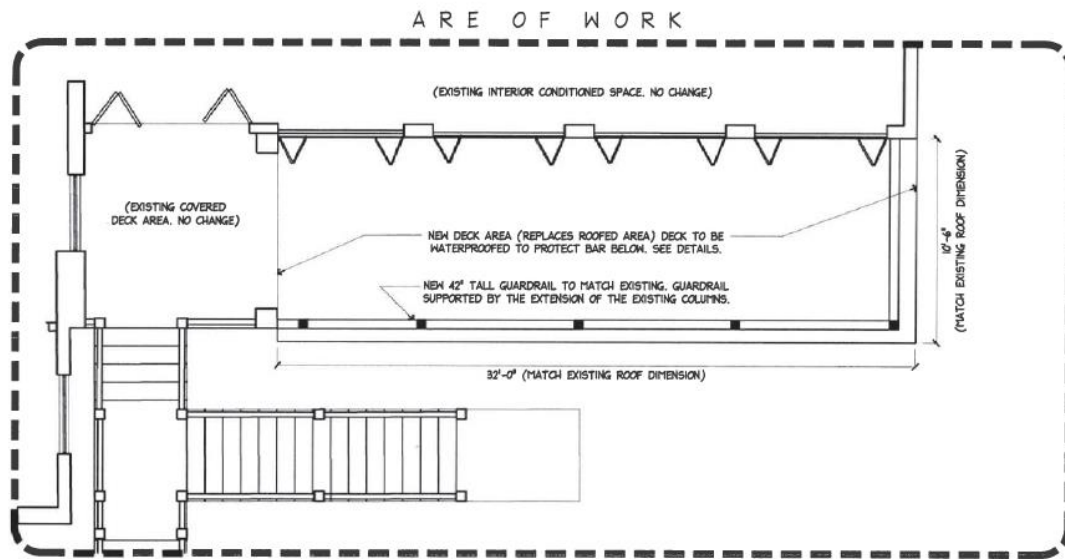 ARE OF WORK
(EXISTING INTERIOR CONDITIONED SPACE. NO CHANGE)
(EXISTING COVERED
DECK AREA. NO CHANGE)
NEW DECK AREA (REPLACES ROOFED AREA) DECK TO BE
WATERPROOFED TO PROTECT BAR BELOW. SEE DETAILS.
NEW 42" TALL GUARDRAIL TO MATCH EXISTING. GUARDRAIL
SUPPORTED BY THE EXTENSION OF THE EXISTING COLUMNS.
10'-6"
(MATCH EXISTING ROOF DIMENSION)
32'-0" (MATCH EXISTING ROOF DIMENSION)